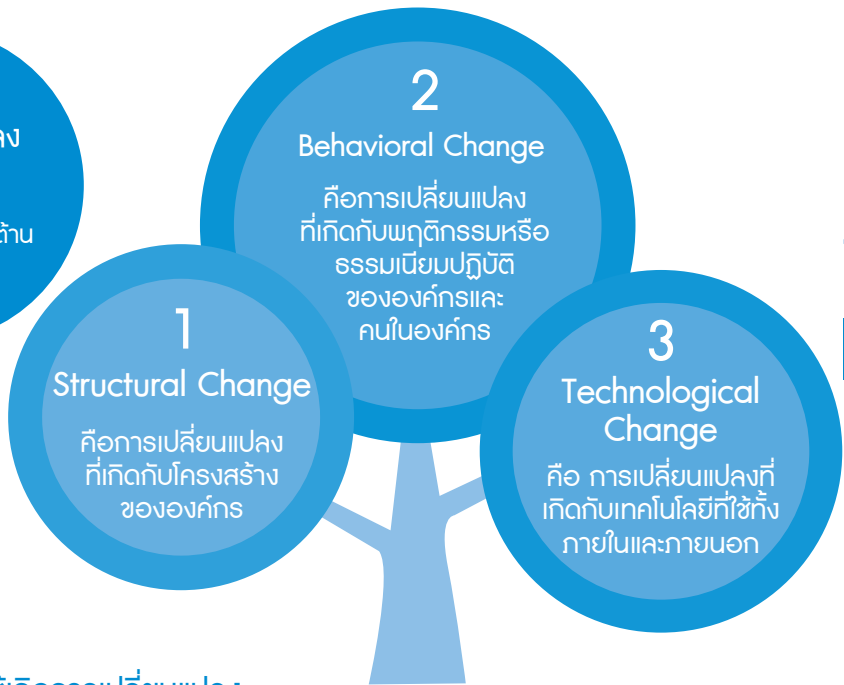 ต้าน
1
Structural Change
คือการเปลี่ยนแปลง
ที่เกิดกับโครงสร้าง
ขององค์กร
2
Behavioral Change
คือการเปลี่ยนแปลง
ที่เกิดกับพฤติกรรมหรือ
ธรรมเนียมปฏิบัติ
ขององค์กรและ
คนในองค์กร
3
Technological
Change
คือ การเปลี่ยนแปลงที่
เกิดกับเทคโนโลยีที่ใช้ทั้ง
ภายในและภายนอก